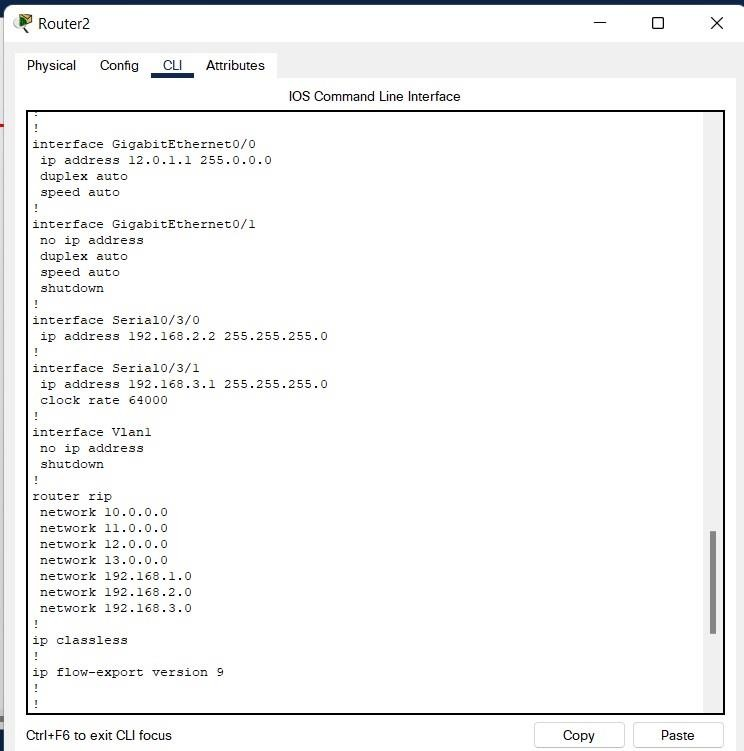 Router2
Physical Config CLI Attributes
IOS Command Line Interface
!
!
interface GigabitEthernet0/0
ip address 12.0.1.1 255.0.0.0
duplex auto
speed auto
!
interface GigabitEthernet0/1
no ip address
duplex auto
speed auto
shutdown
!
interface Serial0/3/0
ip address 192.168.2.2 255.255.255.0
!
interface Serial0/3/1
ip address 192.168.3.1 255.255.255.0
clock rate 64000
!
interface Vlan1
no ip address
shutdown
!
router rip
network 10.0.0.0
network 11.0.0.0
network 12.0.0.0
network 13.0.0.0
network 192.168.1.0
network 192.168.2.0
network 192.168.3.0
!
ip classless
!
ip flow-export version 9
!
!
Ctrl+F6 to exit CLI focus
Copy Paste